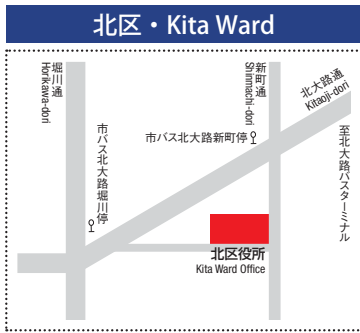 北区・Kita Ward
堀川通
Horikawa-dori
新町通
Shinmachi-dori
北大路通
Kitaoji-dori
市バス北大路新町停
市バス北大路堀川停
至北大路バスターミナル
北区役所
Kita Ward Office